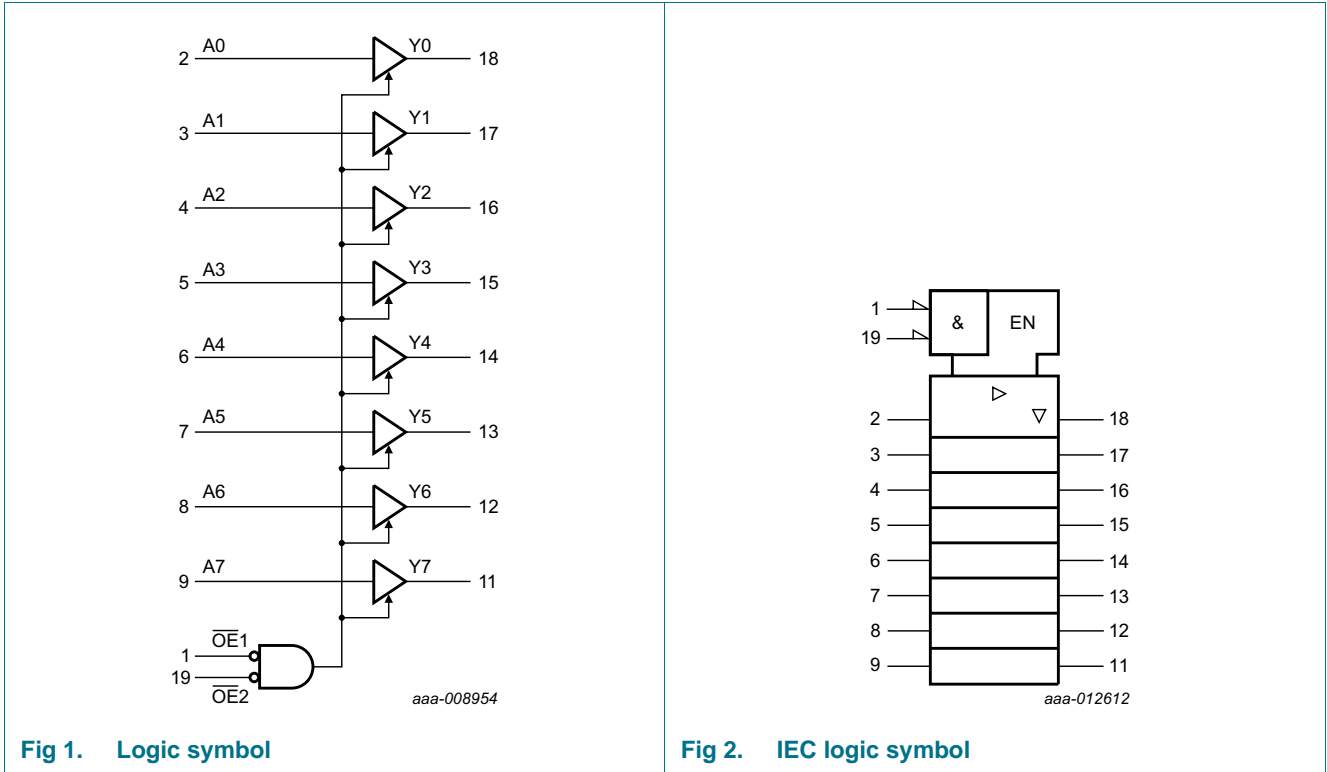 2 A0 Y0 18
3 A1 Y1 17
4 A2 Y2 16
5 A3 Y3 15
6 A4 Y4 14
7 A5 Y5 13
8 A6 Y6 12
9 A7 Y7 11
1 OE1
19 OE2
aaa-008954
Fig 1. Logic symbol
1
19
& EN
2 18
3 17
4 16
5 15
6 14
7 13
8 12
9 11
aaa-012612
Fig 2. IEC logic symbol